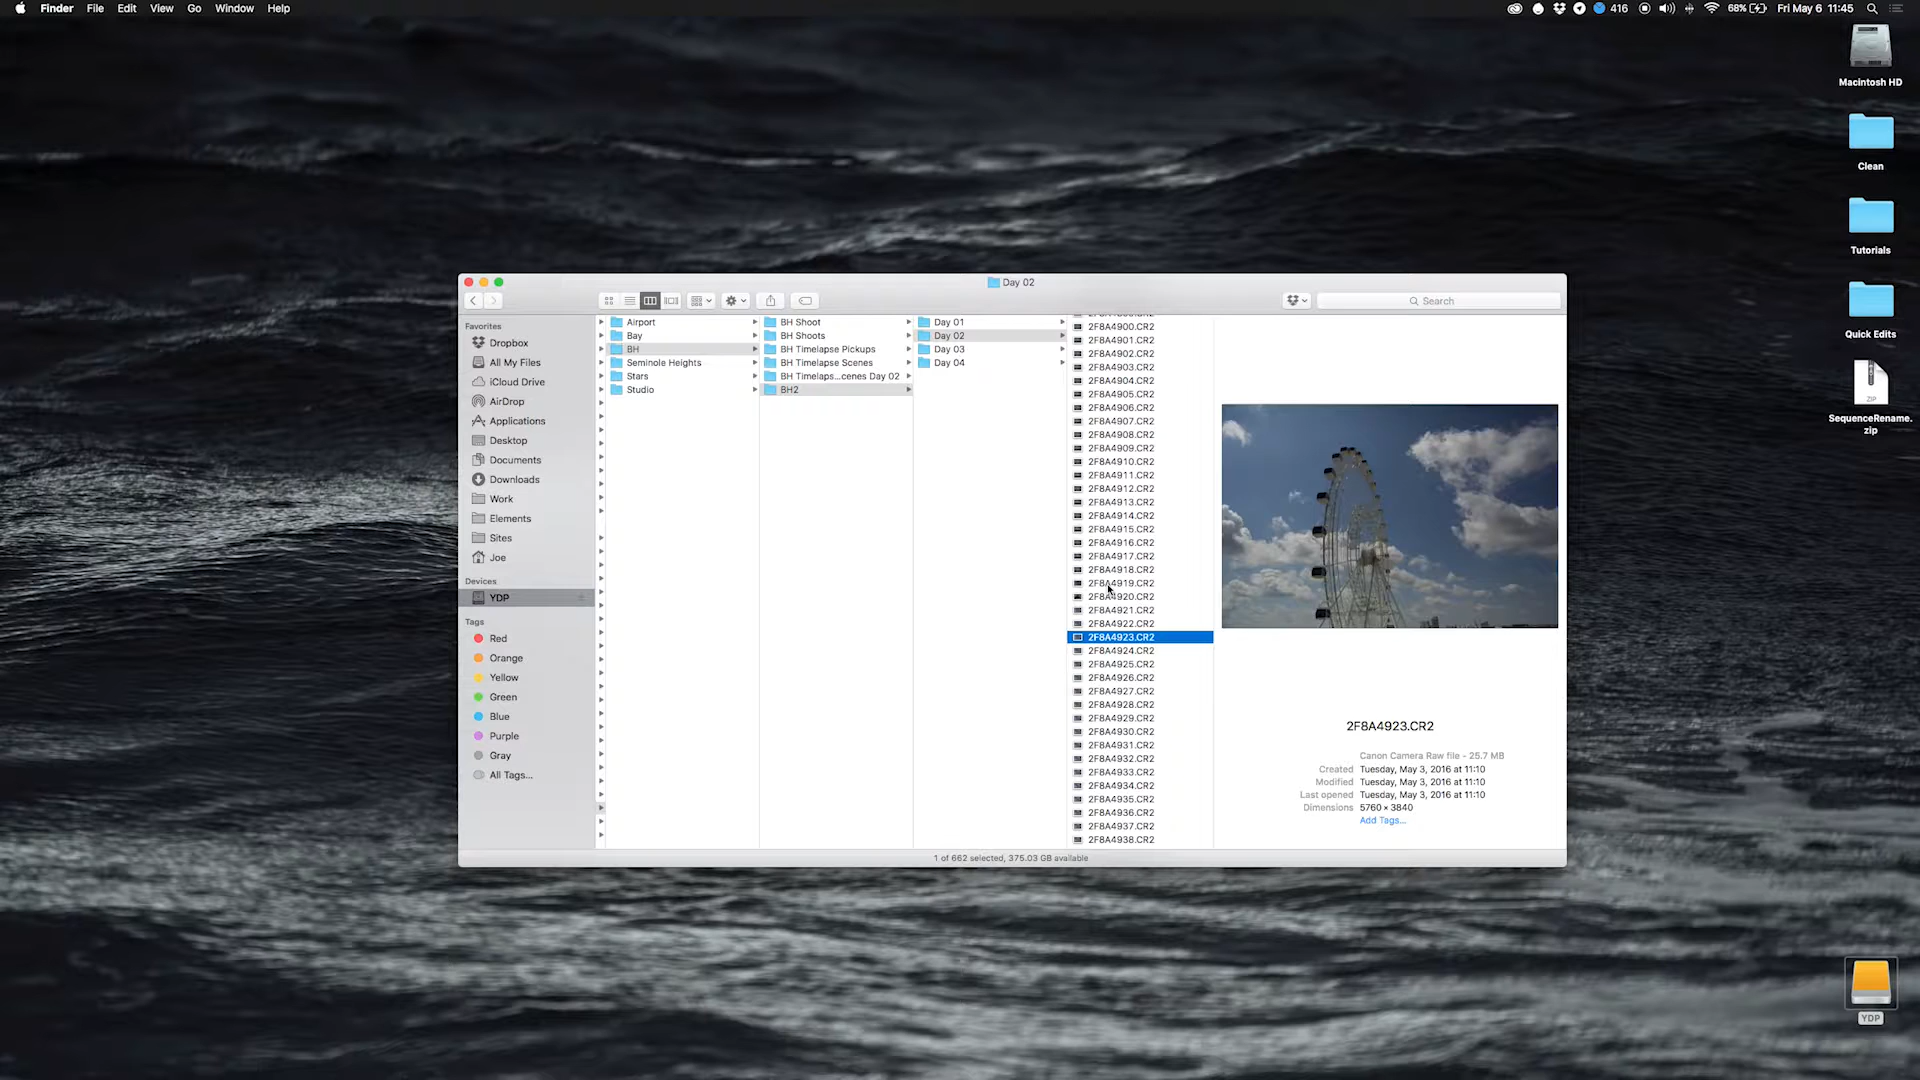 Finder File Edit View Go Window Help
416 68% Fri May 6 11:45
Macintosh HD
Clean
Tutorials
Quick Edits
ZIP
SequenceRename.
zip
YDP
Day 02
Search
Favorites
Dropbox
All My Files
iCloud Drive
AirDrop
Applications
Desktop
Documents
Downloads
Work
Elements
Sites
Joe
Devices
YDP
Tags
Red
Orange
Yellow
Green
Blue
Purple
Gray
All Tags...
Airport
Bay
BH
Seminole Heights
Stars
Studio
BH Shoot
BH Shoots
BH Timelapse Pickups
BH Timelapse Scenes
BH Timelaps...cenes Day 02
BH2
Day 01
Day 02
Day 03
Day 04
2F8A4900.CR2
2F8A4901.CR2
2F8A4902.CR2
2F8A4903.CR2
2F8A4904.CR2
2F8A4905.CR2
2F8A4906.CR2
2F8A4907.CR2
2F8A4908.CR2
2F8A4909.CR2
2F8A4910.CR2
2F8A4911.CR2
2F8A4912.CR2
2F8A4913.CR2
2F8A4914.CR2
2F8A4915.CR2
2F8A4916.CR2
2F8A4917.CR2
2F8A4918.CR2
2F8A4919.CR2
2F8A4920.CR2
2F8A4921.CR2
2F8A4922.CR2
2F8A4923.CR2
2F8A4924.CR2
2F8A4925.CR2
2F8A4926.CR2
2F8A4927.CR2
2F8A4928.CR2
2F8A4929.CR2
2F8A4930.CR2
2F8A4931.CR2
2F8A4932.CR2
2F8A4933.CR2
2F8A4934.CR2
2F8A4935.CR2
2F8A4936.CR2
2F8A4937.CR2
2F8A4938.CR2
2F8A4923.CR2
Canon Camera Raw file - 25.7 MB
Created Tuesday, May 3, 2016 at 11:10
Modified Tuesday, May 3, 2016 at 11:10
Last opened Tuesday, May 3, 2016 at 11:10
Dimensions 5760 × 3840
Add Tags...
1 of 662 selected, 375.03 GB available